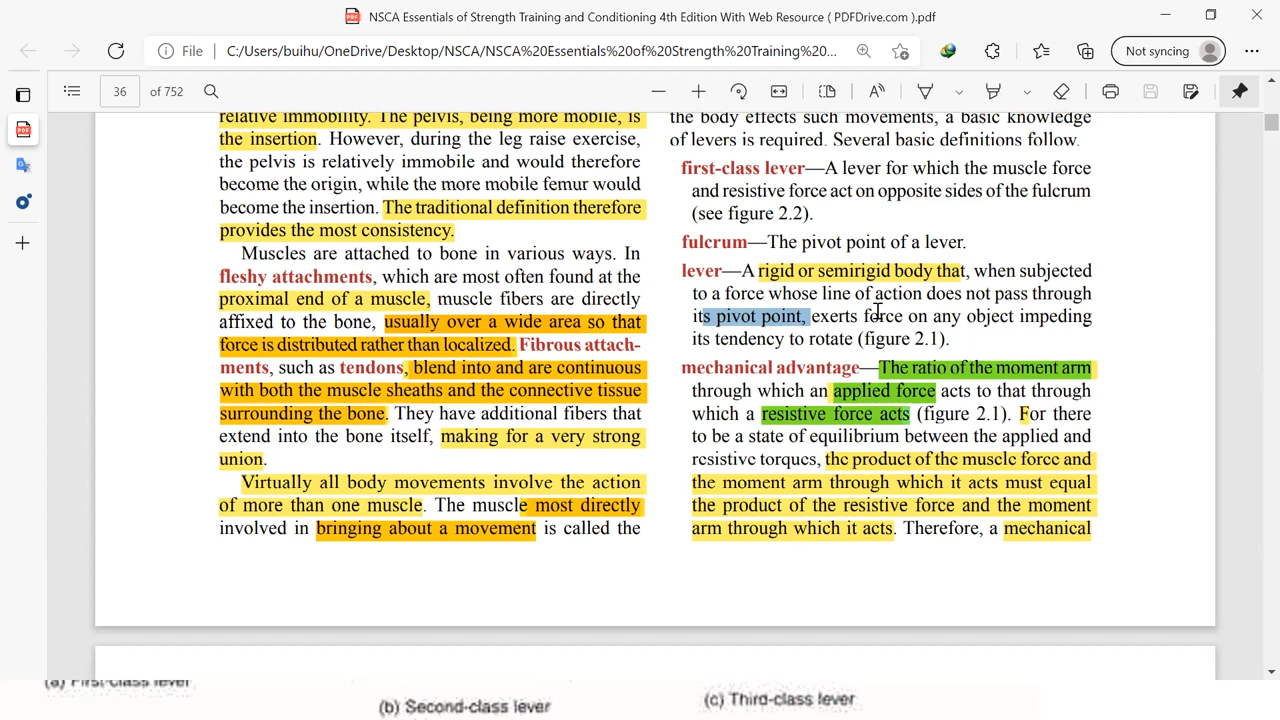 NSCA Essentials of Strength Training and Conditioning 4th Edition With Web Resource ( PDFDrive.com ).pdf
File
C:/Users/buihu/OneDrive/Desktop/NSCA/NSCA%20Essentials%20of%20Strength%20Training%20...
Not syncing
36 of 752
relative immobility. The pelvis, being more mobile, is
the insertion. However, during the leg raise exercise,
the pelvis is relatively immobile and would therefore
become the origin, while the more mobile femur would
become the insertion. The traditional definition therefore
provides the most consistency.
Muscles are attached to bone in various ways. In
fleshy attachments, which are most often found at the
proximal end of a muscle, muscle fibers are directly
affixed to the bone, usually over a wide area so that
force is distributed rather than localized. Fibrous attach-
ments, such as tendons, blend into and are continuous
with both the muscle sheaths and the connective tissue
surrounding the bone. They have additional fibers that
extend into the bone itself, making for a very strong
union.
Virtually all body movements involve the action
of more than one muscle. The muscle most directly
involved in bringing about a movement is called the
the body effects such movements, a basic knowledge
of levers is required. Several basic definitions follow.
first-class lever—A lever for which the muscle force
and resistive force act on opposite sides of the fulcrum
(see figure 2.2).
fulcrum—The pivot point of a lever.
lever—A rigid or semirigid body that, when subjected
to a force whose line of action does not pass through
its pivot point, exerts force on any object impeding
its tendency to rotate (figure 2.1).
mechanical advantage—The ratio of the moment arm
through which an applied force acts to that through
which a resistive force acts (figure 2.1). For there
to be a state of equilibrium between the applied and
resistive torques, the product of the muscle force and
the moment arm through which it acts must equal
the product of the resistive force and the moment
arm through which it acts. Therefore, a mechanical
(a) First-class lever
(b) Second-class lever
(c) Third-class lever